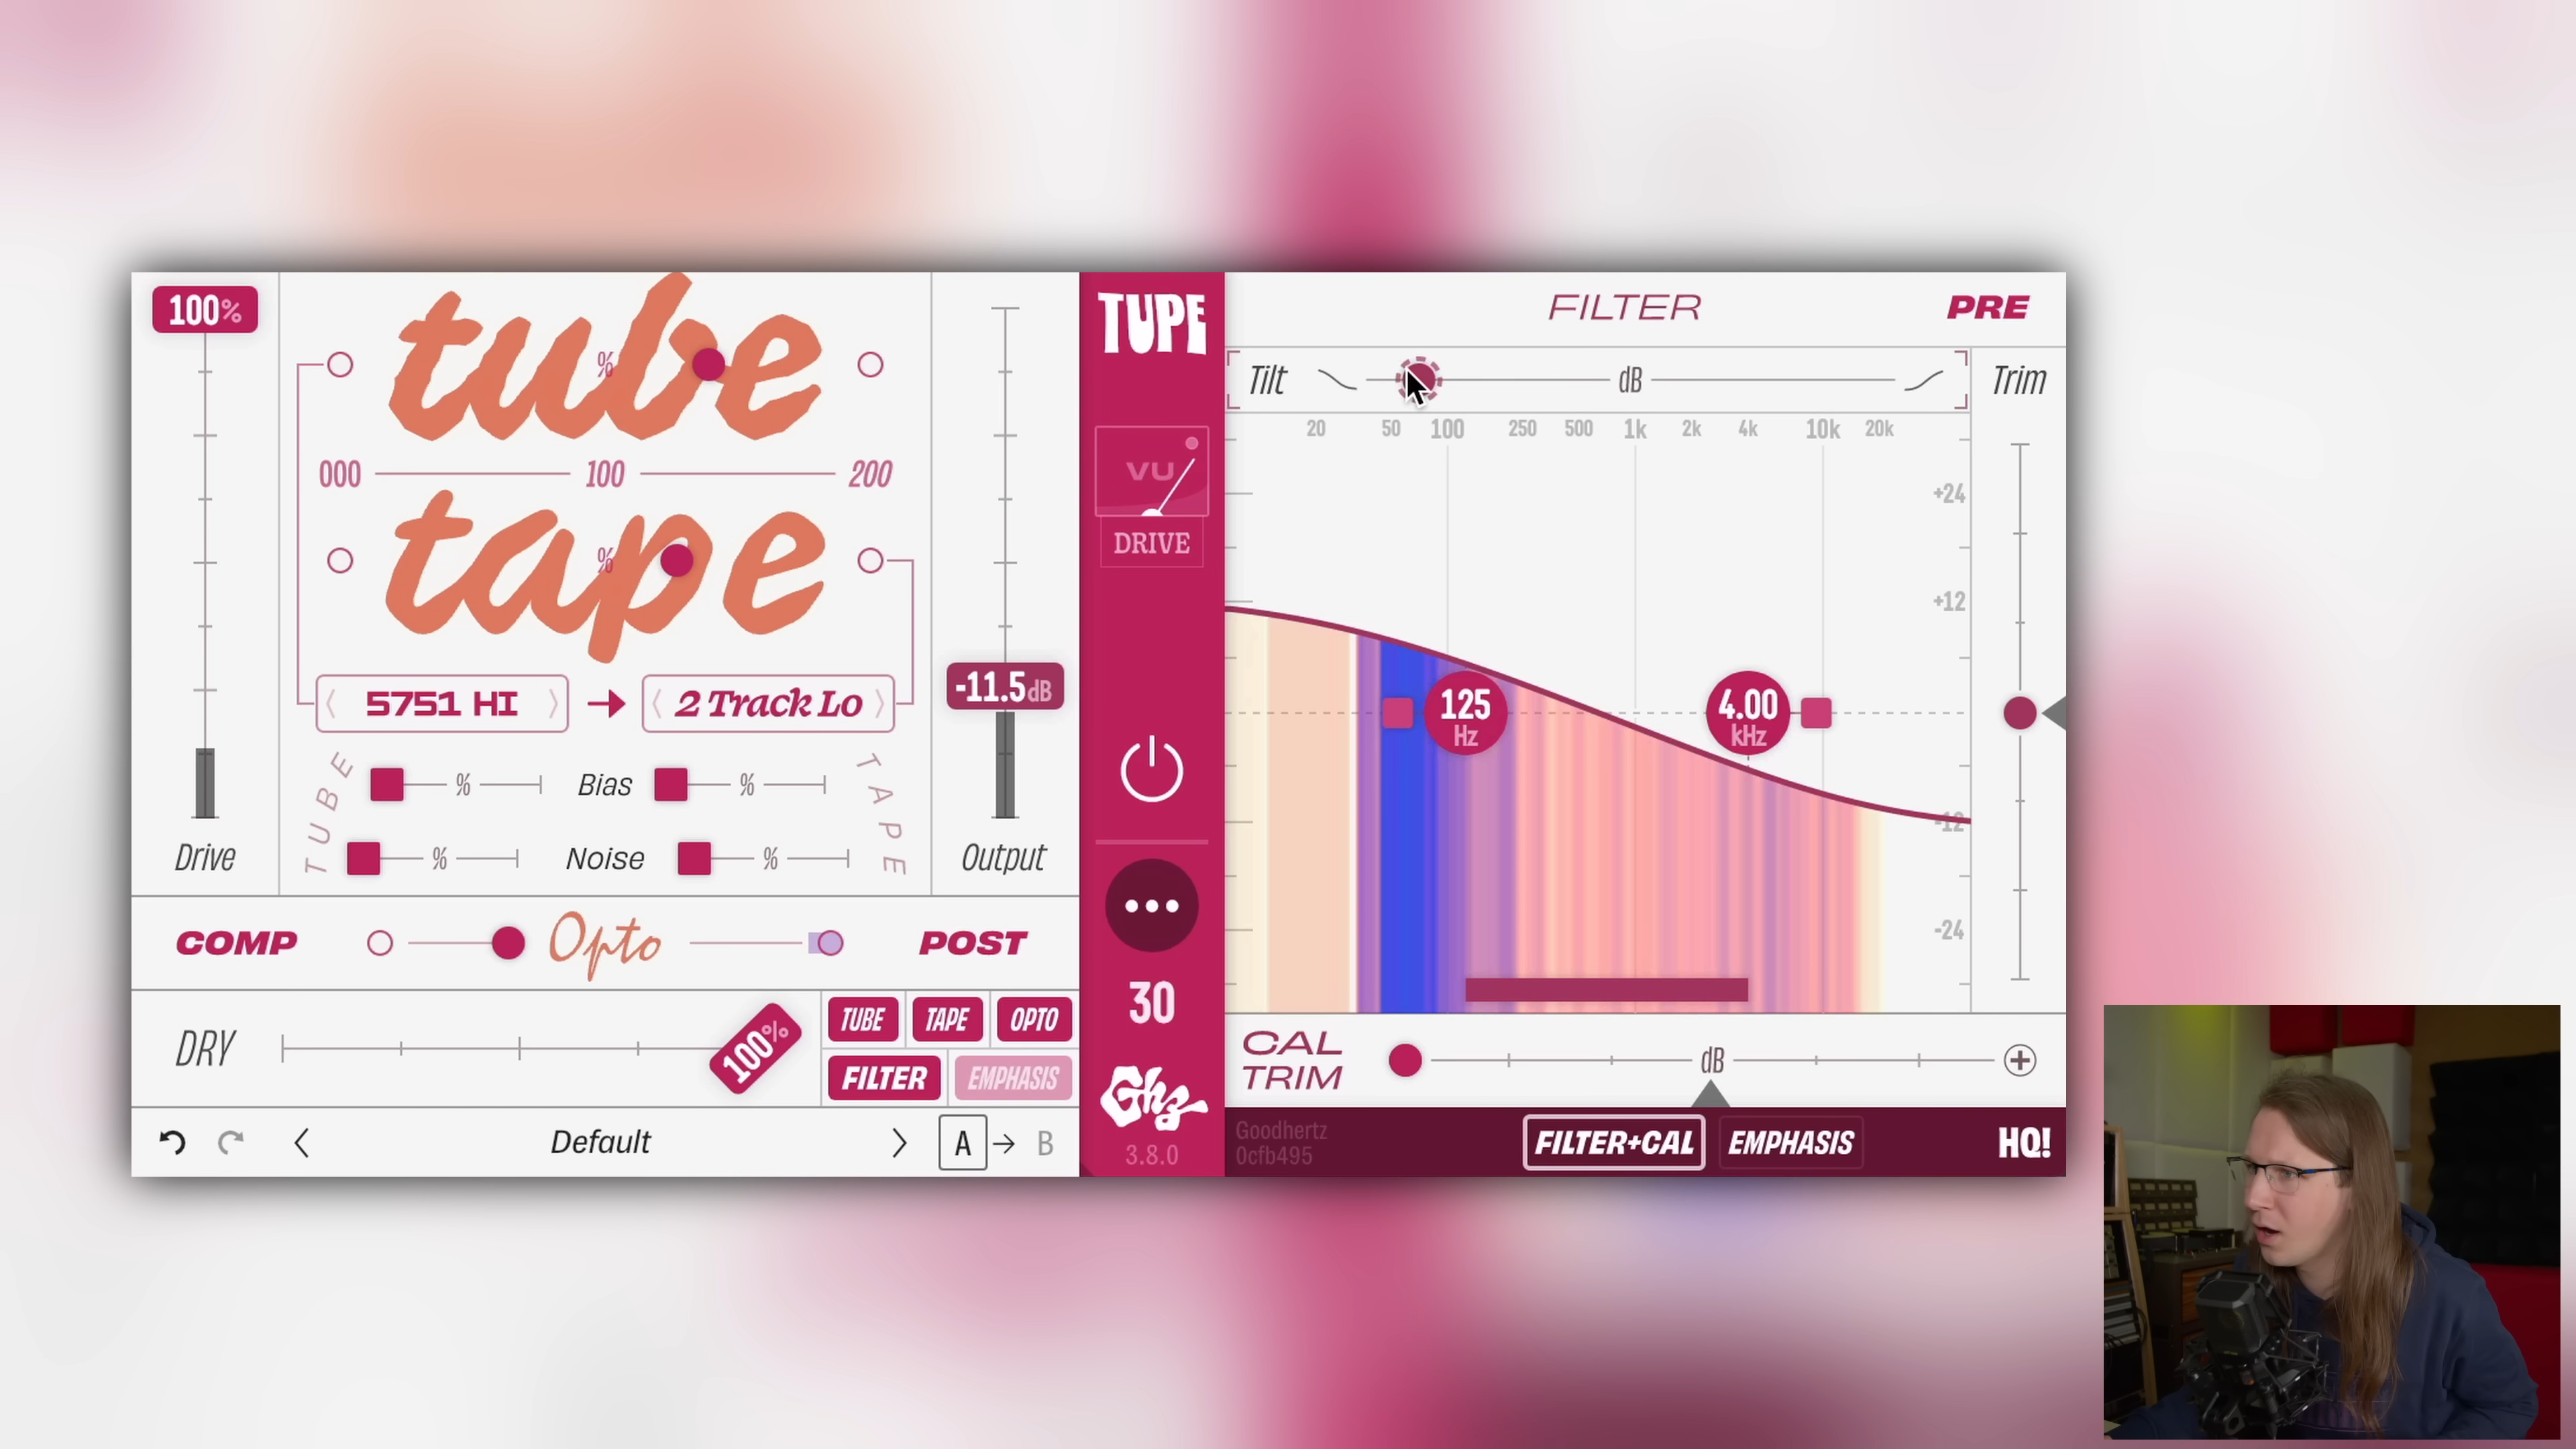 100%
tube
%
000 100 200
tape
%
5751 HI
2 Track Lo
TUBE
% Bias %
% Noise %
TAPE
Drive
-11.5dB
Output
COMP Opto POST
DRY 100%
TUBE TAPE OPTO
FILTER EMPHASIS
Default
A B
TUPE
VU
DRIVE
30
Ghz
3.8.0
FILTER PRE
Tilt dB Trim
20 50 100 250 500 1k 2k 4k 10k 20k
+24
+12
125
Hz
4.00
kHz
-12
-24
CAL
TRIM
dB
Goodhertz
0cfb495
FILTER+CAL EMPHASIS HQ!